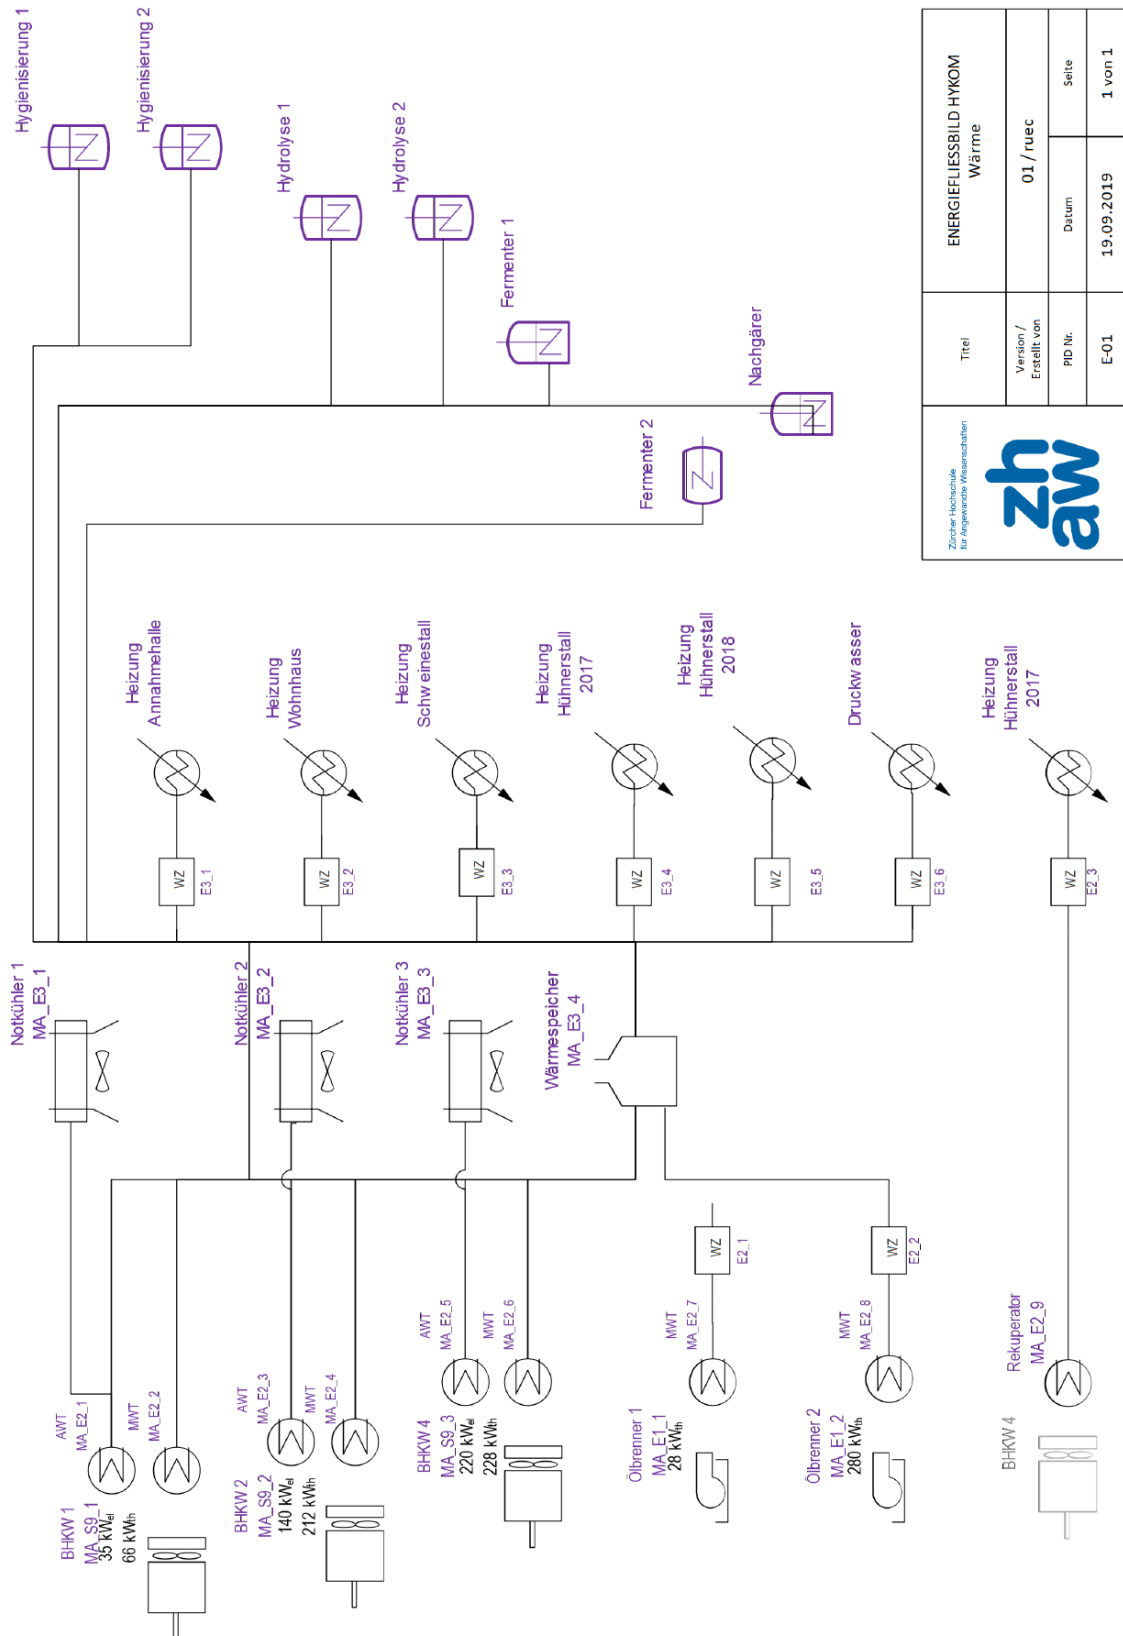 Hygienisierung 1
Hygienisierung 2
Hydrolyse 1
Hydrolyse 2
Fermenter 1
Nachgärer
Fermenter 2
Heizung
Annahmehalle
Heizung
Wohnhaus
Heizung
Schweinestall
Heizung
Hühnerstall
2017
Heizung
Hühnerstall
2018
Druckwasser
Heizung
Hühnerstall
2017
WZ
E3_1
WZ
E3_2
WZ
E3_3
WZ
E3_4
WZ
E3_5
WZ
E3_6
WZ
E2_3
Notkühler 1
MA_E3_1
Notkühler 2
MA_E3_2
Notkühler 3
MA_E3_3
Wärmespeicher
MA_E3_4
AWT
MA_E2_1
MWT
MA_E2_2
AWT
MA_E2_3
MWT
MA_E2_4
AWT
MA_E2_5
MWT
MA_E2_6
MWT
MA_E2_7
WZ
E2_1
MWT
MA_E2_8
WZ
E2_2
Rekuperator
MA_E2_9
BHKW 1
MA_S9_1
35 kWel
66 kWth
BHKW 2
MA_S9_2
140 kWel
212 kWth
BHKW 4
MA_S9_3
220 kWel
228 kWth
Ölbrenner 1
MA_E1_1
28 kWth
Ölbrenner 2
MA_E1_2
280 kWth
BHKW 4
Zürcher Hochschule
für Angewandte Wissenschaften
zh
aw
Titel
ENERGIEFLIESSBILD HYKOM
Wärme
Version /
Erstellt von
01 / ruec
PID Nr.
Datum
Seite
E-01
19.09.2019
1 von 1